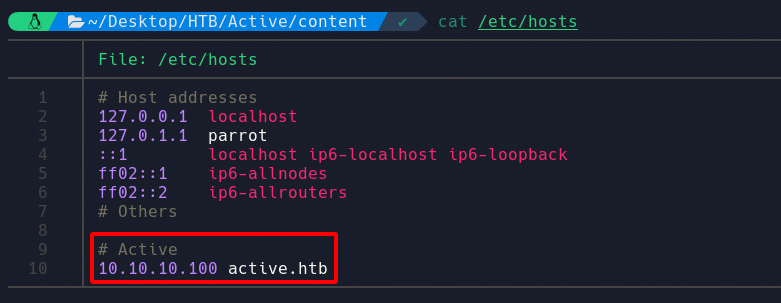 ~/Desktop/HTB/Active/content ✔ cat /etc/hosts
File: /etc/hosts
1 # Host addresses
2 127.0.0.1 localhost
3 127.0.1.1 parrot
4 ::1 localhost ip6-localhost ip6-loopback
5 ff02::1 ip6-allnodes
6 ff02::2 ip6-allrouters
7 # Others
8
9 # Active
10 10.10.10.100 active.htb